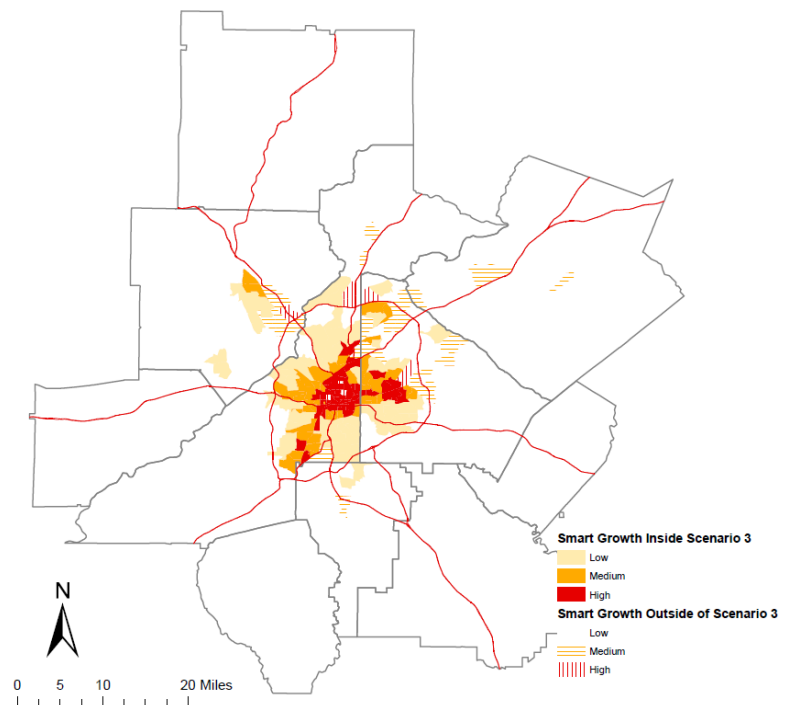 Smart Growth Inside Scenario 3
Low
Medium
High
Smart Growth Outside of Scenario 3
Low
Medium
High
N
0 5 10 20 Miles